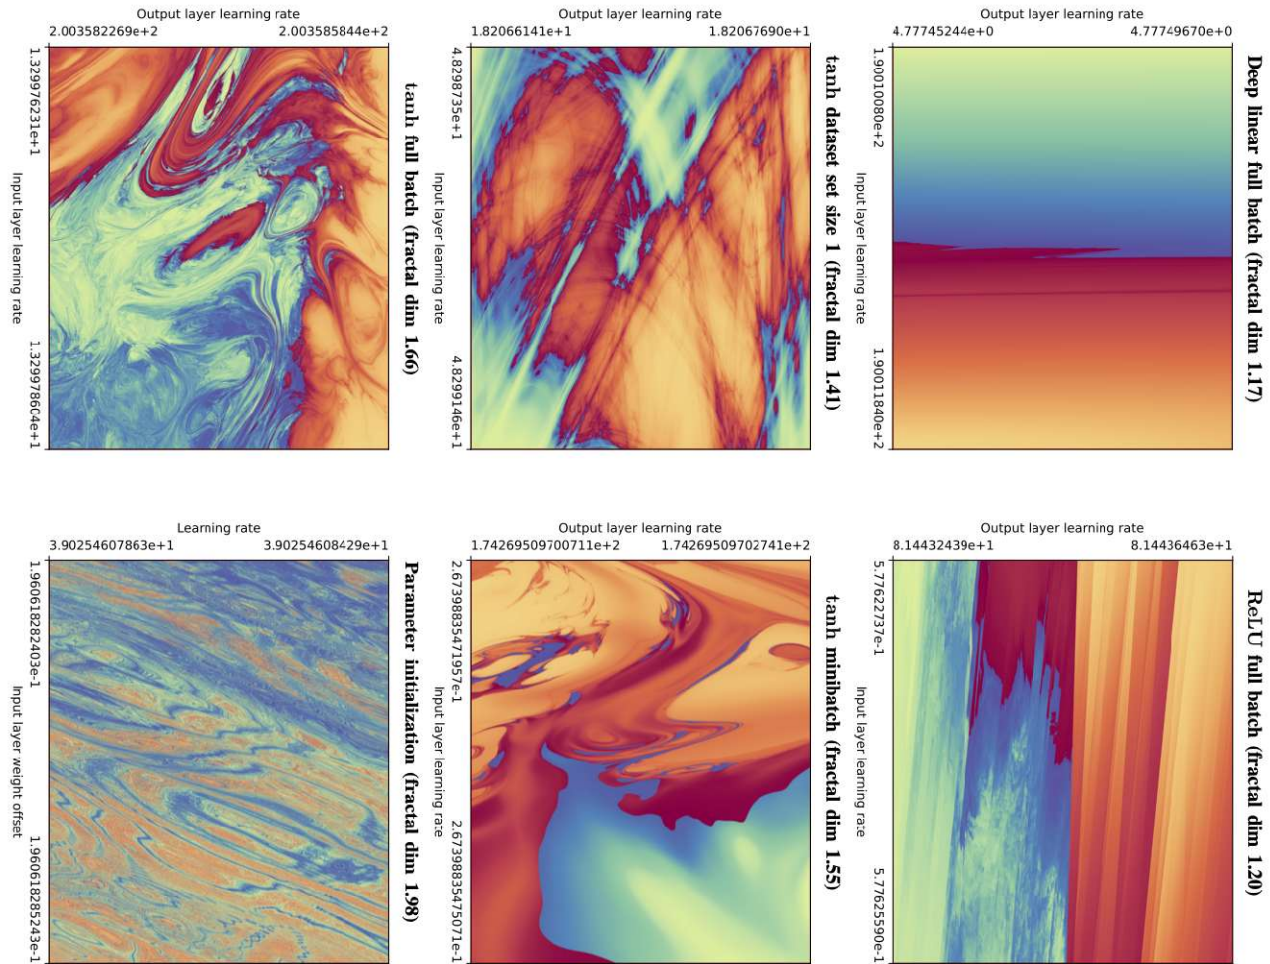 Deep linear full batch (fractal dim 1.17)
Output layer learning rate
4.77745244e+0 4.77749670e+0
1.90010080e+2 1.90011840e+2
Input layer learning rate
ReLU full batch (fractal dim 1.20)
Output layer learning rate
8.14432439e+1 8.14436463e+1
5.77622737e-1 5.77625590e-1
Input layer learning rate
tanh dataset set size 1 (fractal dim 1.41)
Output layer learning rate
1.82066141e+1 1.82067690e+1
4.8298735e+1 4.8299146e+1
Input layer learning rate
tanh minibatch (fractal dim 1.55)
Output layer learning rate
1.74269509700711e+2 1.74269509702741e+2
2.67398835471957e-1 2.67398835475071e-1
Input layer learning rate
tanh full batch (fractal dim 1.66)
Output layer learning rate
2.003582269e+2 2.003585844e+2
1.329976231e+1 1.329978604e+1
Input layer learning rate
Parameter initialization (fractal dim 1.98)
Learning rate
3.90254607863e+1 3.90254608429e+1
1.960618282403e-1 1.960618285243e-1
Input layer weight offset